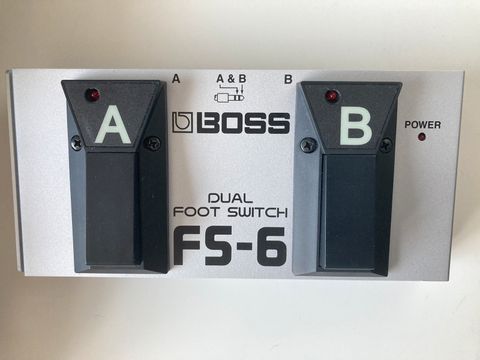 A A & B B
A B
BOSS
POWER
DUAL
FOOT SWITCH
FS-6